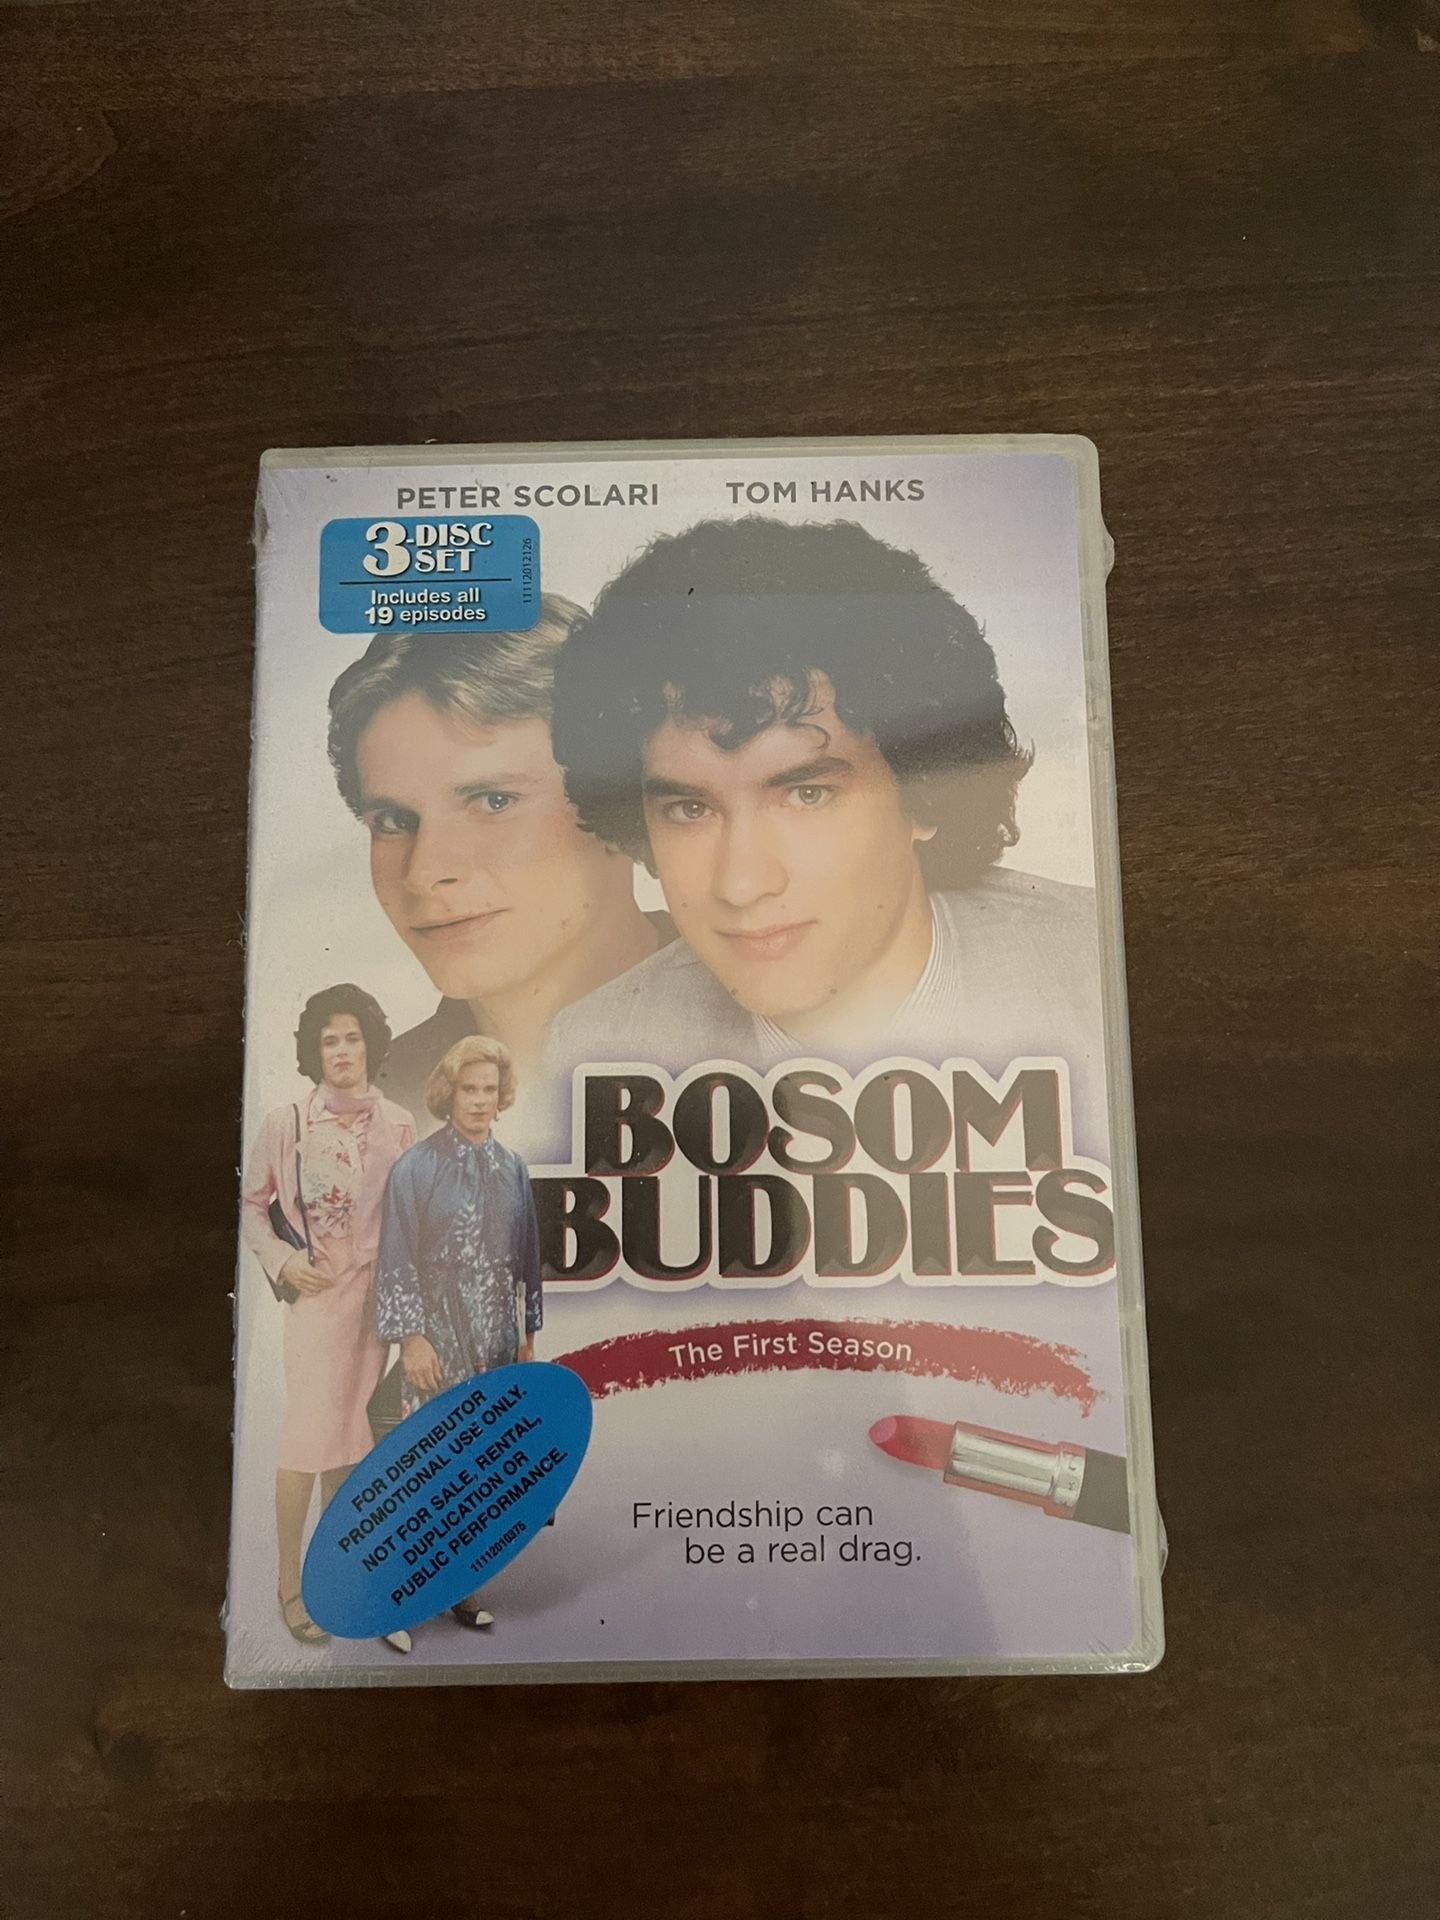 PETER SCOLARI TOM HANKS
3-DISC
SET
Includes all
19 episodes
11112012126
BOSOM
BUDDIES
The First Season
FOR DISTRIBUTOR
PROMOTIONAL USE ONLY.
NOT FOR SALE, RENTAL,
DUPLICATION OR
PUBLIC PERFORMANCE.
11112010375
Friendship can
be a real drag.